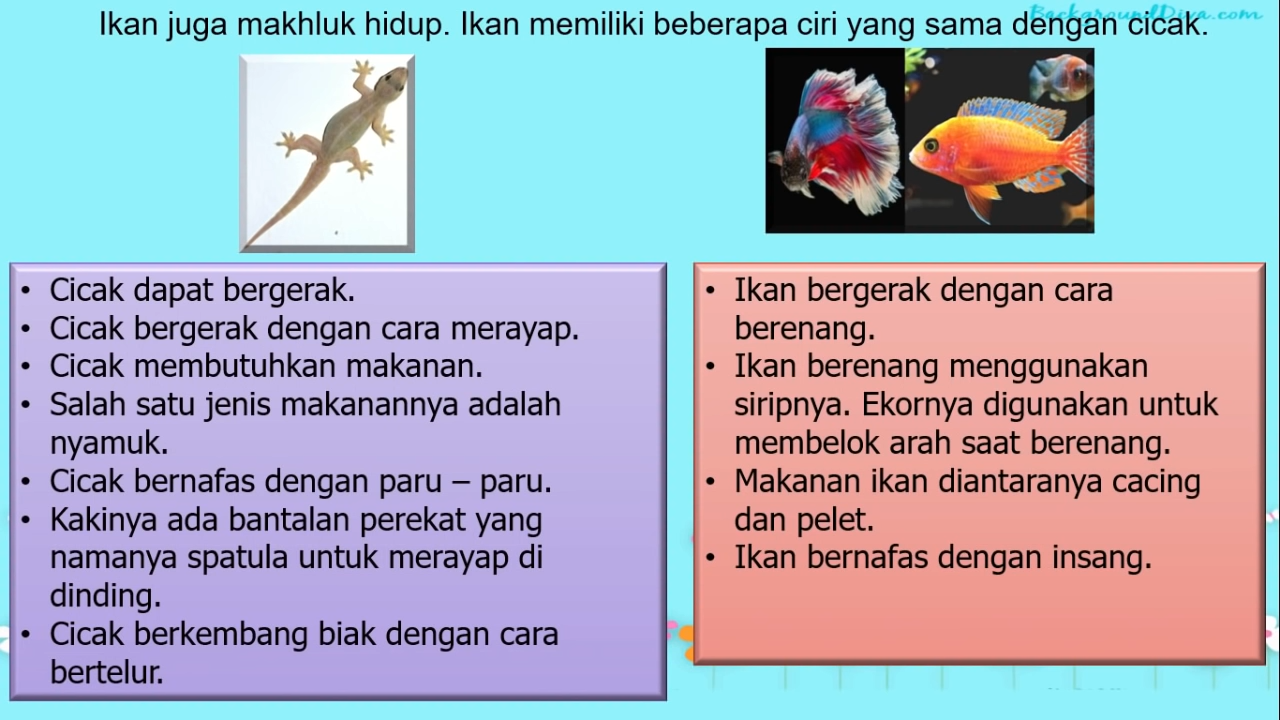 BackgroundDiva.com
Ikan juga makhluk hidup. Ikan memiliki beberapa ciri yang sama dengan cicak.
• Cicak dapat bergerak.
• Cicak bergerak dengan cara merayap.
• Cicak membutuhkan makanan.
• Salah satu jenis makanannya adalah
nyamuk.
• Cicak bernafas dengan paru – paru.
• Kakinya ada bantalan perekat yang
namanya spatula untuk merayap di
dinding.
• Cicak berkembang biak dengan cara
bertelur.
• Ikan bergerak dengan cara
berenang.
• Ikan berenang menggunakan
siripnya. Ekornya digunakan untuk
membelok arah saat berenang.
• Makanan ikan diantaranya cacing
dan pelet.
• Ikan bernafas dengan insang.